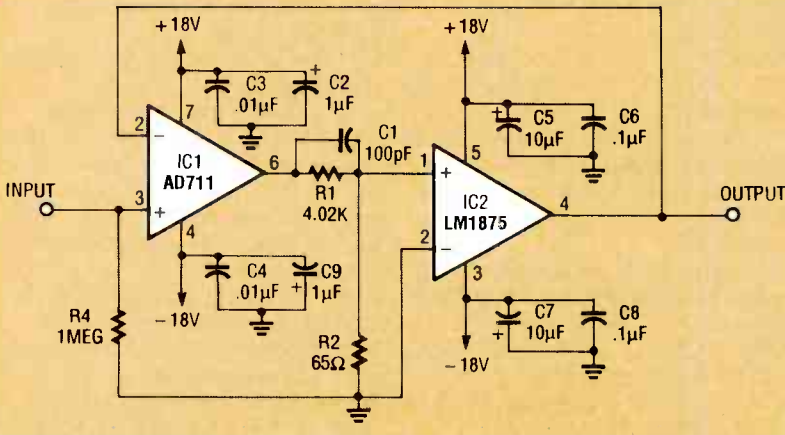 +18V
+18V
C3
.01µF
+
C2
1µF
7
2
−
IC1
AD711
6
3
+
4
INPUT
C1
100pF
R1
4.02K
+
C5
10µF
C6
.1µF
5
1
+
IC2
LM1875
4
2
−
3
OUTPUT
C4
.01µF
C9
+
1µF
−18V
R4
1MEG
R2
65Ω
C7
10µF
+
C8
.1µF
−18V